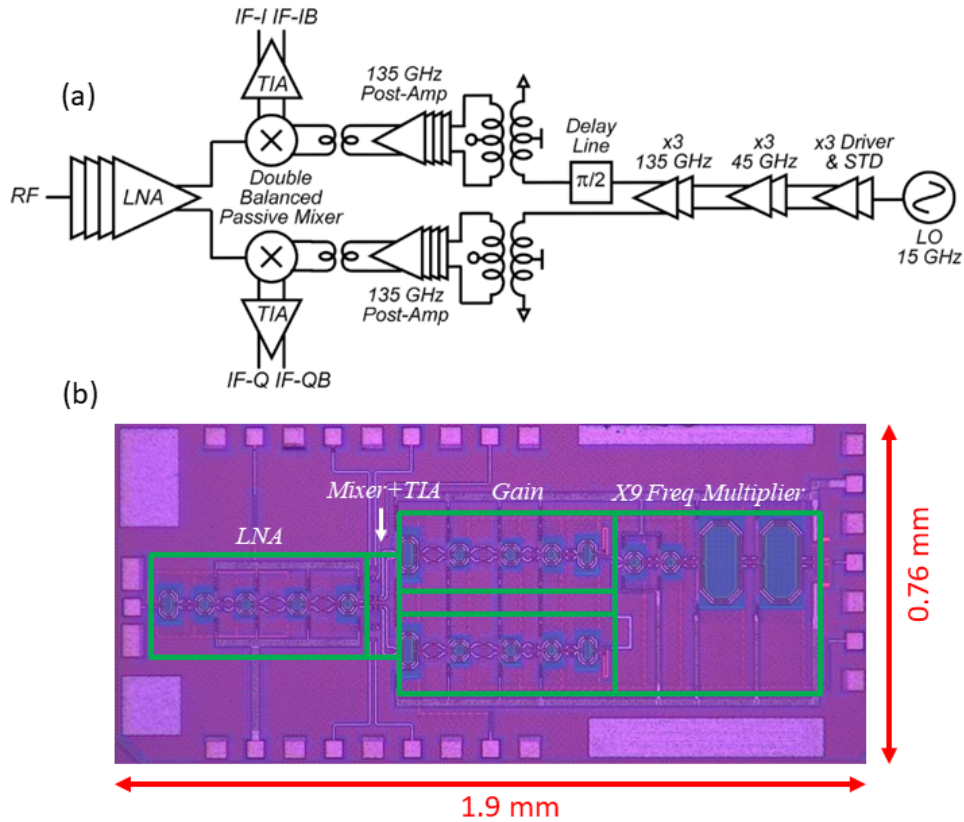 IF-I IF-IB
(a)
TIA
135 GHz
Post-Amp
Delay
Line
π/2
x3
135 GHz
x3
45 GHz
x3 Driver
& STD
RF
LNA
Double
Balanced
Passive Mixer
LO
15 GHz
135 GHz
Post-Amp
TIA
IF-Q IF-QB
(b)
Mixer+TIA
Gain
X9 Freq Multiplier
LNA
0.76 mm
1.9 mm